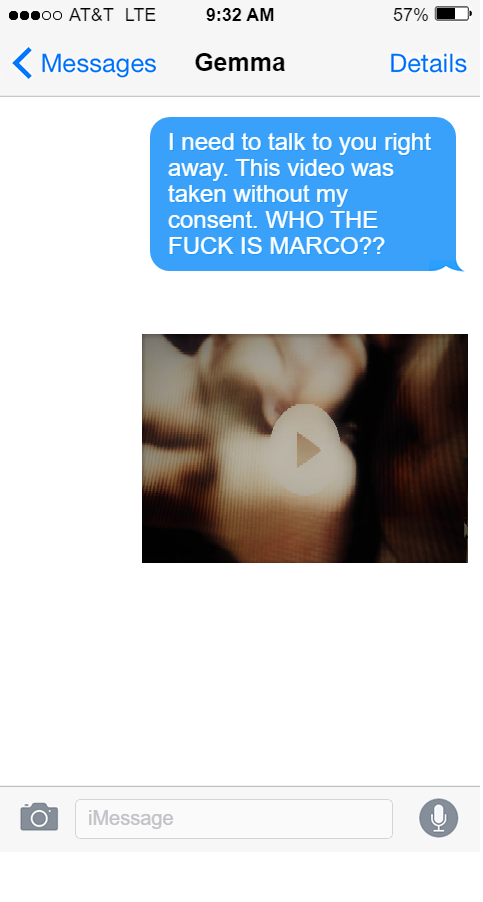 AT&T LTE 9:32 AM 57%
Messages Gemma Details
I need to talk to you right
away. This video was
taken without my
consent. WHO THE
FUCK IS MARCO??
iMessage